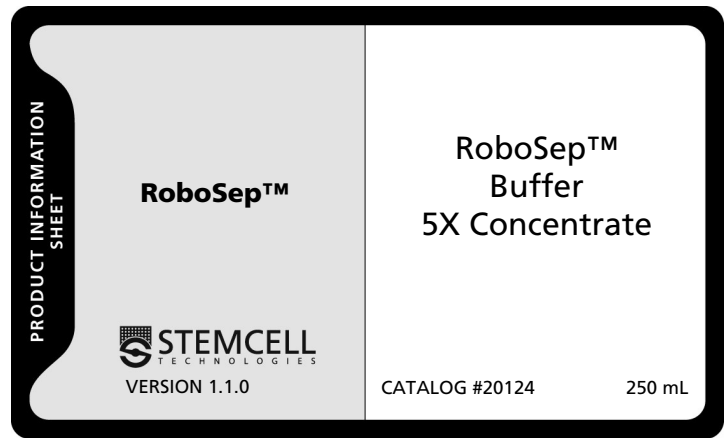 PRODUCT INFORMATION
SHEET
RoboSep™
STEMCELL
TECHNOLOGIES
VERSION 1.1.0
RoboSep™
Buffer
5X Concentrate
CATALOG #20124 250 mL